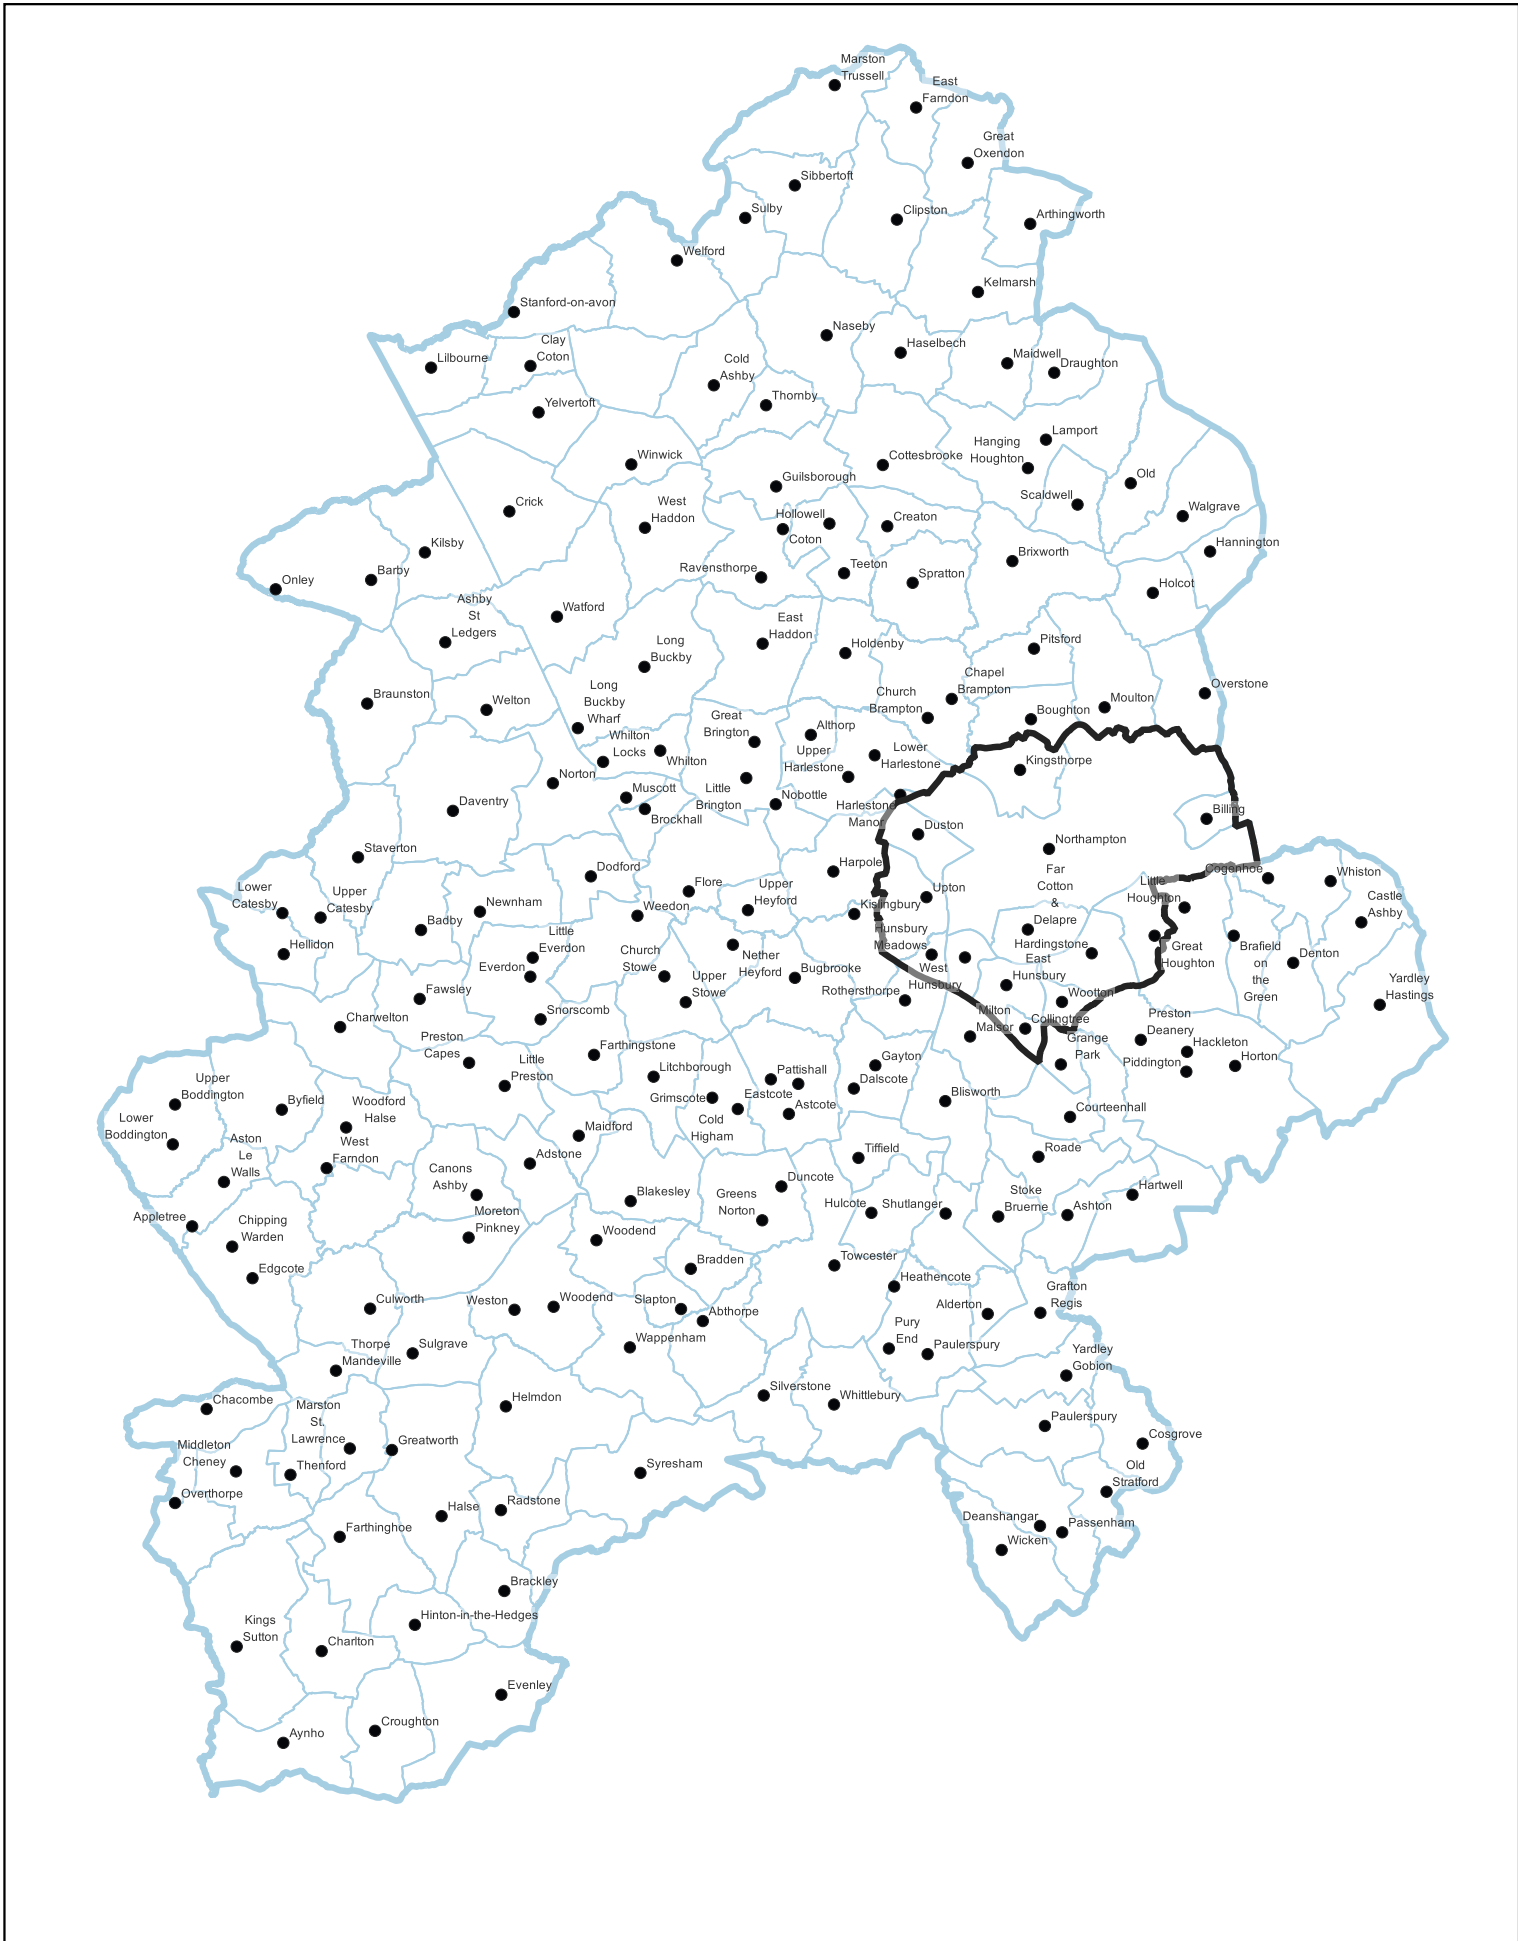 Marston
Trussell
East
Farndon
Great
Oxendon
Sibbertoft
Sulby
Clipston
Arthingworth
Welford
Kelmarsh
Stanford-on-avon
Naseby
Clay
Coton
Haselbech
Lilbourne
Cold
Ashby
Maidwell
Draughton
Thornby
Yelvertoft
Lamport
Hanging
Houghton
Winwick
Cottesbrooke
Guilsborough
Old
Scaldwell
Crick
West
Haddon
Hollowell
Coton
Creaton
Walgrave
Kilsby
Hannington
Brixworth
Barby
Onley
Ravensthorpe
Teeton
Spratton
Holcot
Ashby
St
Ledgers
Watford
East
Haddon
Long
Buckby
Holdenby
Pitsford
Chapel
Brampton
Church
Brampton
Overstone
Braunston
Welton
Long
Buckby
Wharf
Moulton
Boughton
Great
Brington
Althorp
Whilton
Locks
Whilton
Upper
Harlestone
Lower
Harlestone
Kingsthorpe
Norton
Muscott
Little
Brington
Nobottle
Harlestone
Manor
Daventry
Brockhall
Billing
Duston
Northampton
Staverton
Harpole
Dodford
Far
Cotton
&
Delapre
Cogenhoe
Whiston
Little
Houghton
Lower
Catesby
Upper
Catesby
Flore
Upper
Heyford
Upton
Castle
Ashby
Newnham
Weedon
Kislingbury
Badby
Hunsbury
Meadows
Little
Everdon
Hardingstone
Great
Houghton
Brafield
on
the
Green
Hellidon
Church
Stowe
Nether
Heyford
Denton
Everdon
Upper
Stowe
Bugbrooke
West
Hunsbury
East
Hunsbury
Yardley
Hastings
Fawsley
Rothersthorpe
Wootton
Snorscomb
Milton
Malsor
Collingtree
Preston
Deanery
Charwelton
Preston
Capes
Farthingstone
Grange
Park
Hackleton
Little
Preston
Litchborough
Pattishall
Gayton
Piddington
Horton
Dalscote
Upper
Boddington
Byfield
Woodford
Halse
Grimscote
Eastcote
Astcote
Blisworth
Lower
Boddington
Cold
Higham
Courteenhall
Maidford
Aston
Le
Walls
West
Farndon
Adstone
Tiffield
Roade
Canons
Ashby
Duncote
Hartwell
Blakesley
Greens
Norton
Hulcote
Shutlanger
Stoke
Bruerne
Ashton
Appletree
Chipping
Warden
Moreton
Pinkney
Woodend
Bradden
Towcester
Edgcote
Heathencote
Culworth
Weston
Woodend
Slapton
Abthorpe
Alderton
Grafton
Regis
Pury
End
Wappenham
Thorpe
Mandeville
Sulgrave
Paulerspury
Yardley
Gobion
Silverstone
Whittlebury
Chacombe
Helmdon
Marston
St.
Lawrence
Paulerspury
Cosgrove
Middleton
Cheney
Greatworth
Thenford
Syresham
Old
Stratford
Overthorpe
Halse
Radstone
Farthinghoe
Deanshangar
Passenham
Wicken
Brackley
Hinton-in-the-Hedges
Kings
Sutton
Charlton
Evenley
Croughton
Aynho